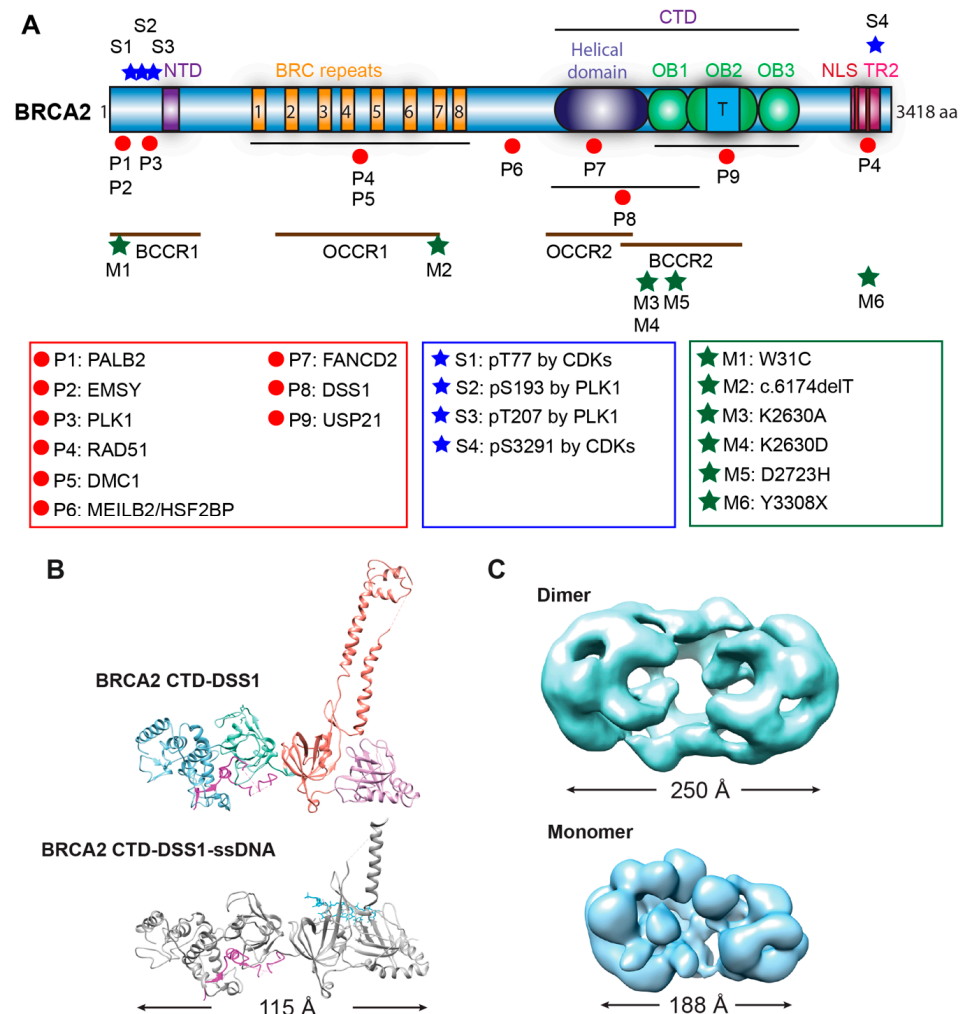 A
S2
S1
S3
NTD
BRC repeats
CTD
Helical
domain
OB1
OB2
OB3
S4
NLS
TR2
BRCA2
1
1
2
3
4
5
6
7
8
T
3418 aa
P1
P3
P2
P4
P5
P6
P7
P9
P4
P8
BCCR1
M1
OCCR1
M2
OCCR2
BCCR2
M3
M5
M4
M6
P1: PALB2
P2: EMSY
P3: PLK1
P4: RAD51
P5: DMC1
P6: MEILB2/HSF2BP
P7: FANCD2
P8: DSS1
P9: USP21
S1: pT77 by CDKs
S2: pS193 by PLK1
S3: pT207 by PLK1
S4: pS3291 by CDKs
M1: W31C
M2: c.6174delT
M3: K2630A
M4: K2630D
M5: D2723H
M6: Y3308X
B
BRCA2 CTD-DSS1
BRCA2 CTD-DSS1-ssDNA
115 Å
C
Dimer
250 Å
Monomer
188 Å